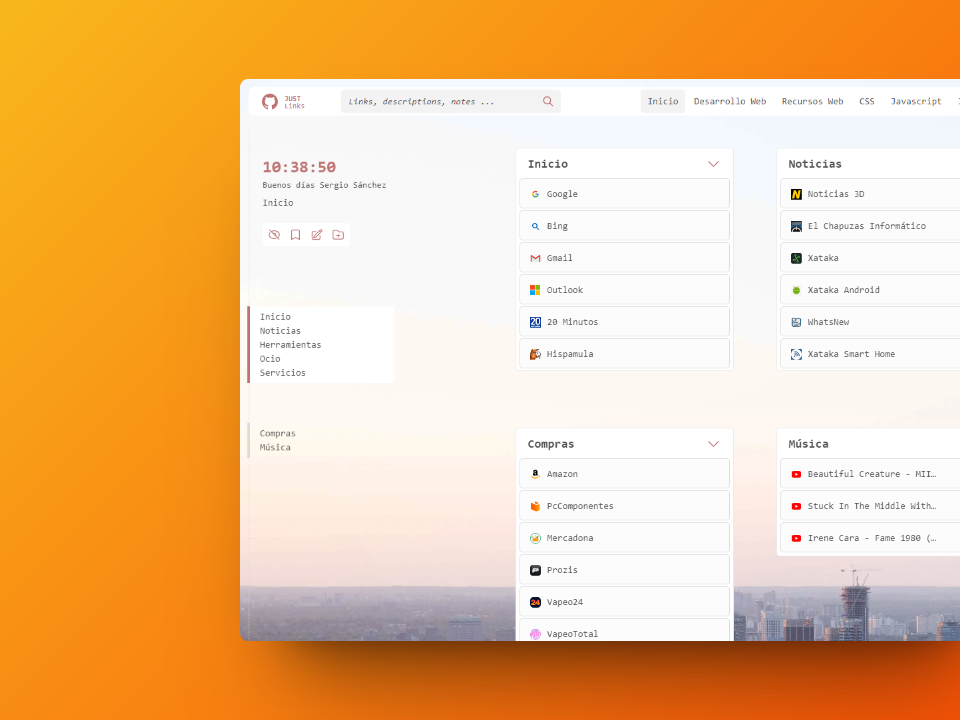 JUST
Links
Links, descriptions, notes ...
Inicio
Desarrollo Web
Recursos Web
CSS
Javascript
10:38:50
Buenos días Sergio Sánchez
Inicio
Inicio
Noticias
Herramientas
Ocio
Servicios
Compras
Música
Inicio
Google
Bing
Gmail
Outlook
20 Minutos
Hispamula
Noticias
Noticias 3D
El Chapuzas Informático
Xataka
Xataka Android
WhatsNew
Xataka Smart Home
Compras
Amazon
PcComponentes
Mercadona
Prozis
Vapeo24
VapeoTotal
Música
Beautiful Creature - MII…
Stuck In The Middle With…
Irene Cara - Fame 1980 (…